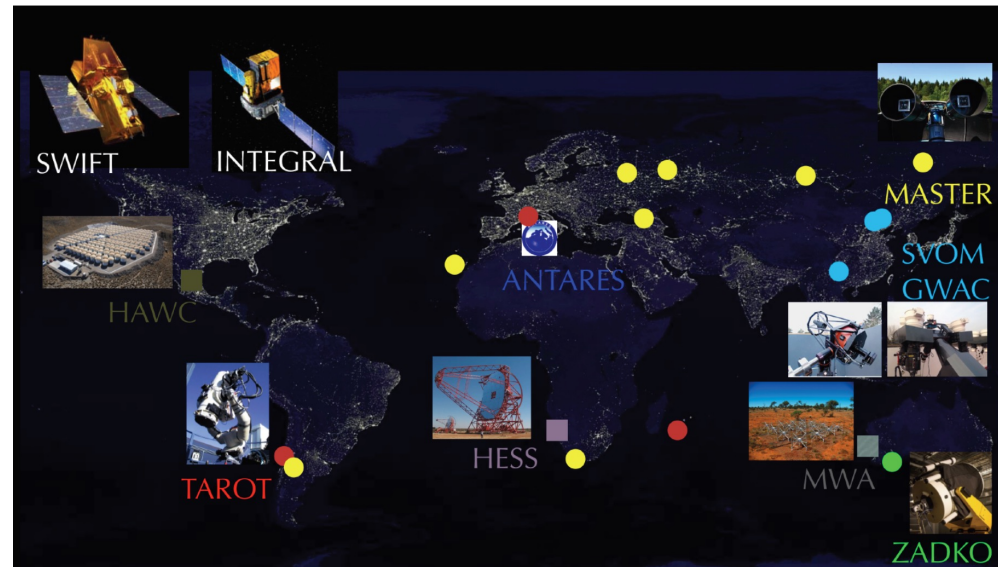 SWIFT
INTEGRAL
MASTER
HAWC
ANTARES
SVOM
GWAC
TAROT
HESS
MWA
ZADKO